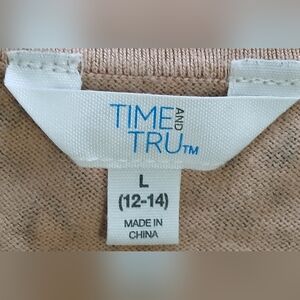 TIME AND
TRU™
L
(12-14)
MADE IN
CHINA